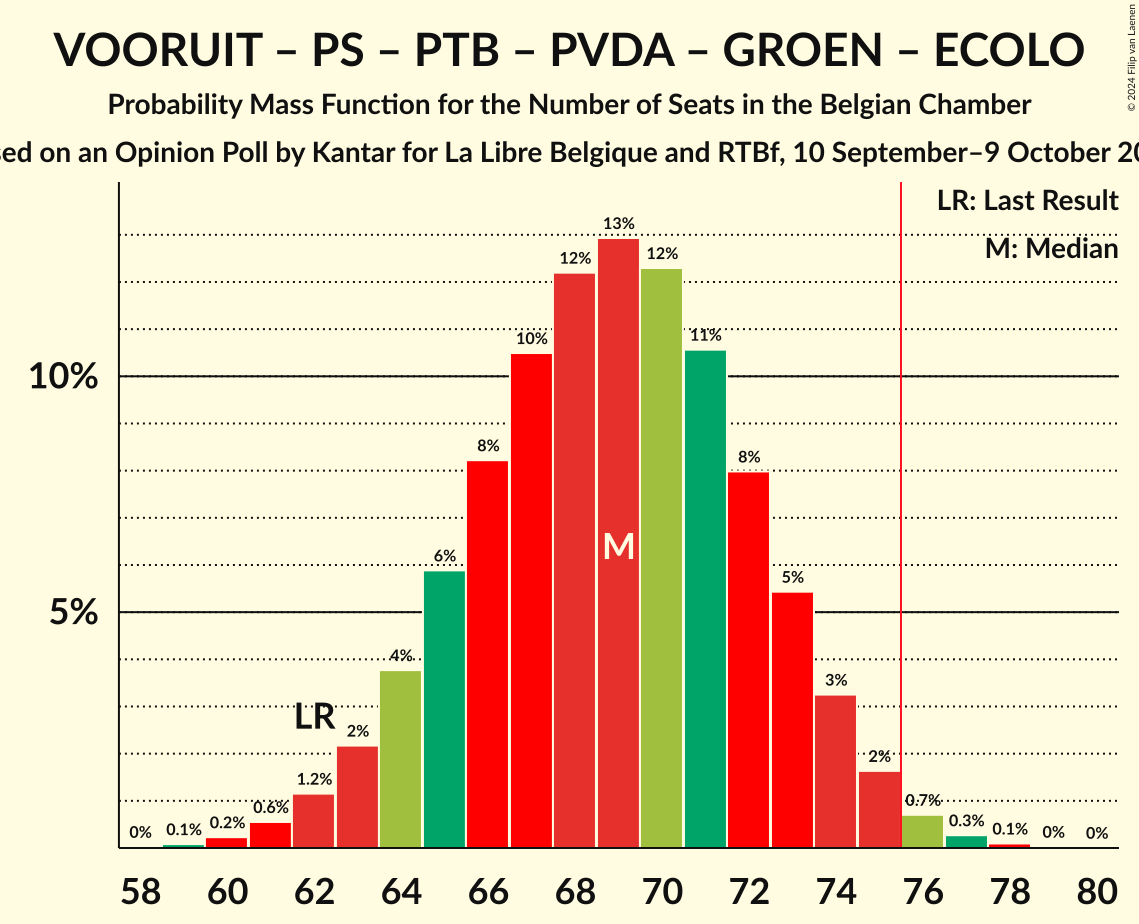 VOORUIT – PS – PTB – PVDA – GROEN – ECOLO
Probability Mass Function for the Number of Seats in the Belgian Chamber
on an Opinion Poll by Kantar for La Libre Belgique and RTBf, 10 September–9 October
© 2024 Filip van Laenen
LR: Last Result
M: Median
13%
12%
12%
10%
11%
10%
8%
8%
M
6%
5%
5%
4%
LR
3%
2%
2%
1.2%
0.6%
0.7%
0%
0.1%
0.2%
0.3%
0.1%
0%
0%
58 60 62 64 66 68 70 72 74 76 78 80